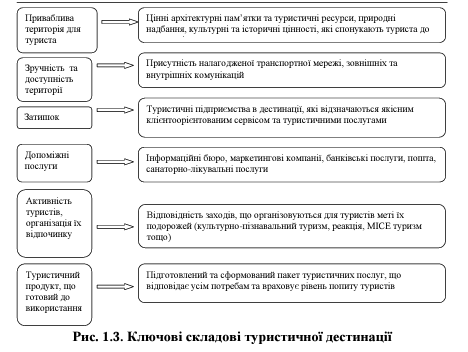 Приваблива
територія для
туриста
Цінні архітектурні пам’ятки та туристичні ресурси, природні
надбання, культурні та історичні цінності, які спонукають туриста до
Зручність та
доступність
території
Присутність налагодженої транспортної мережі, зовнішніх та
внутрішніх комунікацій
Затишок
Туристичні підприємства в дестинації, які відзначаються якісним
клієнтоорієнтованим сервісом та туристичними послугами
Допоміжні
послуги
Інформаційні бюро, маркетингові компанії, банківські послуги, пошта,
санаторно-лікувальні послуги
Активність
туристів,
організація їх
відпочинку
Відповідність заходів, що організовуються для туристів меті їх
подорожей (культурно-пізнавальний туризм, реакція, МІСЕ туризм
тощо)
Туристичний
продукт, що
готовий до
використання
Підготовлений та сформований пакет туристичних послуг, що
відповідає усім потребам та враховує рівень попиту туристів
Рис. 1.3. Ключові складові туристичної дестинації